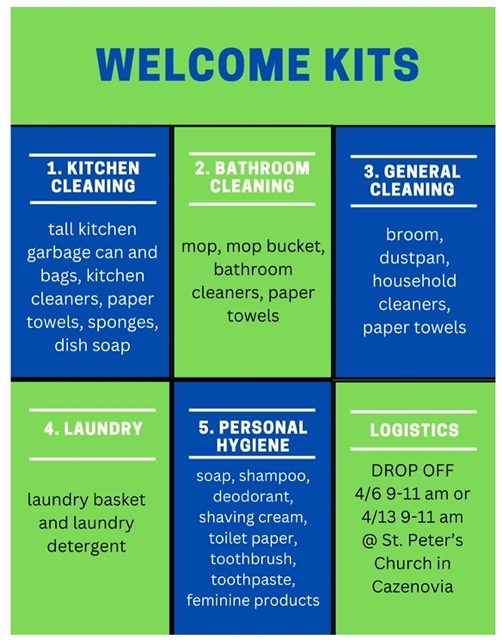 WELCOME KITS
1. KITCHEN
CLEANING
tall kitchen
garbage can and
bags, kitchen
cleaners, paper
towels, sponges,
dish soap
2. BATHROOM
CLEANING
mop, mop bucket,
bathroom
cleaners, paper
towels
3. GENERAL
CLEANING
broom,
dustpan,
household
cleaners,
paper towels
4. LAUNDRY
laundry basket
and laundry
detergent
5. PERSONAL
HYGIENE
soap, shampoo,
deodorant,
shaving cream,
toilet paper,
toothbrush,
toothpaste,
feminine products
LOGISTICS
DROP OFF
4/6 9-11 am or
4/13 9-11 am
@ St. Peter's
Church in
Cazenovia